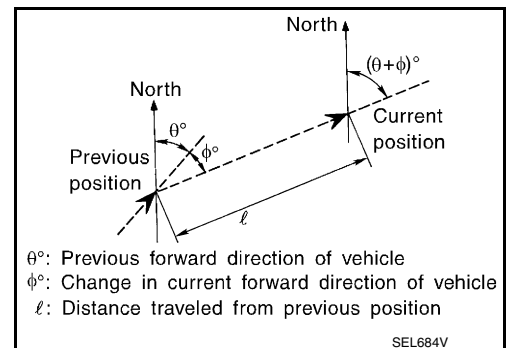 North
(θ+ϕ)°
North
θ°
ϕ°
Previous
position
Current
position
ℓ
θ°: Previous forward direction of vehicle
ϕ°: Change in current forward direction of vehicle
ℓ: Distance traveled from previous position
SEL684V